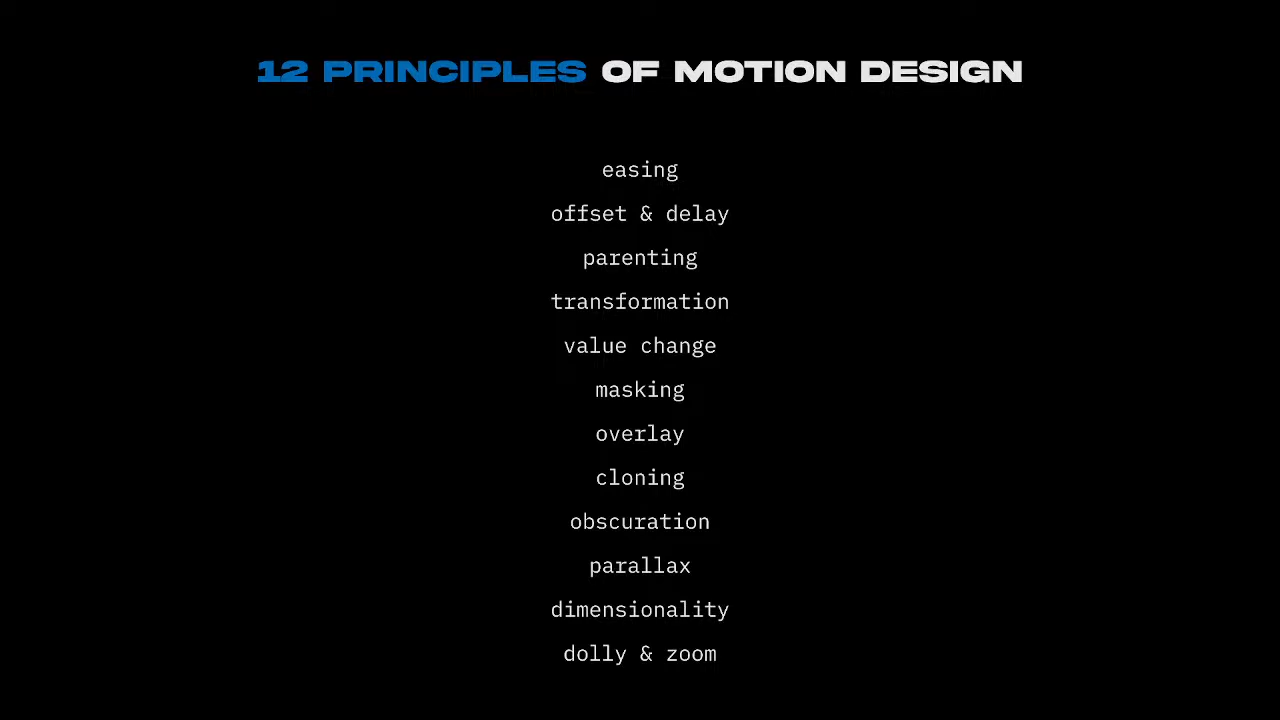 12 PRINCIPLES OF MOTION DESIGN
easing
offset & delay
parenting
transformation
value change
masking
overlay
cloning
obscuration
parallax
dimensionality
dolly & zoom